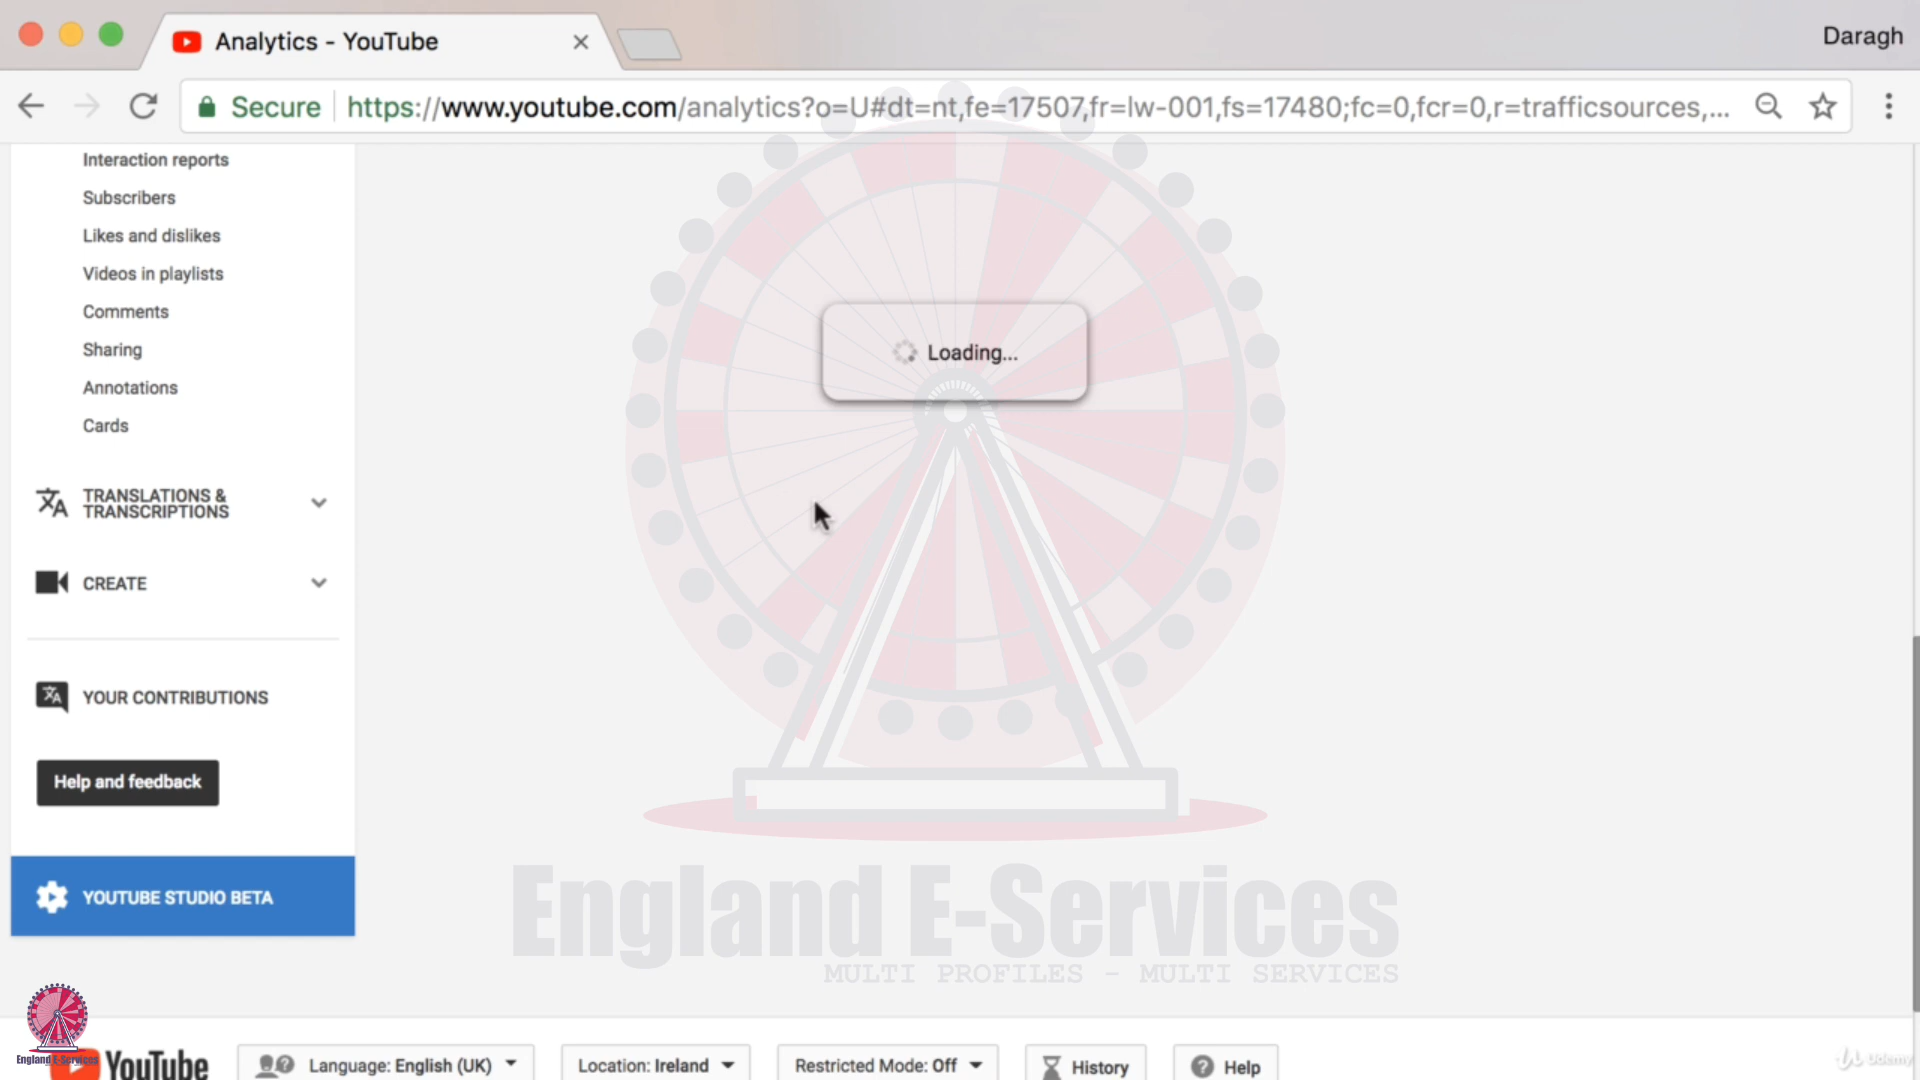 Analytics - YouTube
Daragh
Secure https://www.youtube.com/analytics?o=U#dt=nt,fe=17507,fr=lw-001,fs=17480;fc=0,fcr=0,r=trafficsources,...
Interaction reports
Subscribers
Likes and dislikes
Videos in playlists
Comments
Sharing
Annotations
Cards
Loading...
TRANSLATIONS &
TRANSCRIPTIONS
CREATE
YOUR CONTRIBUTIONS
Help and feedback
YOUTUBE STUDIO BETA
England E-Services
MULTI PROFILES - MULTI SERVICES
England E-Services
YouTube
Language: English (UK)
Location: Ireland
Restricted Mode: Off
History
Help
Udemy